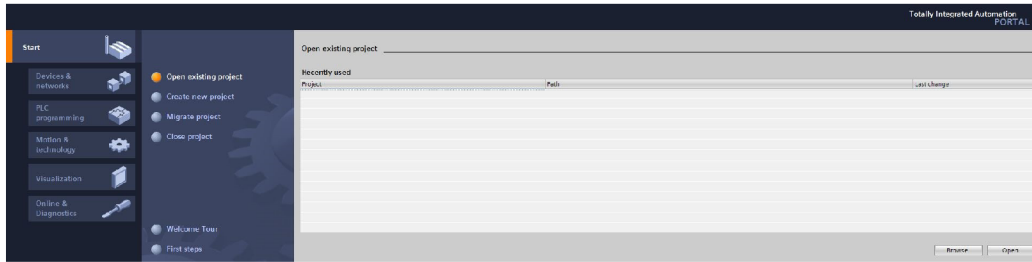 Totally Integrated Automation
PORTAL
Start
Devices &
networks
PLC
programming
Motion &
technology
Visualization
Online &
Diagnostics
Open existing project
Create new project
Migrate project
Close project
Welcome Tour
First steps
Open existing project
Recently used
Project Path Last change
Browse Open